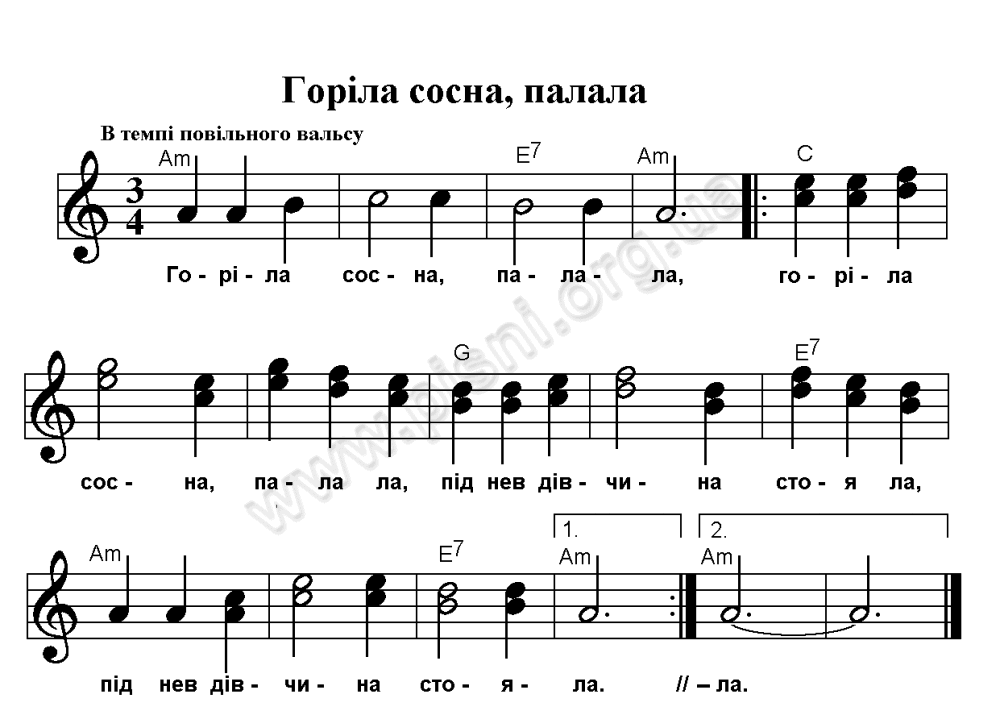 Горіла сосна, палала
В темпі повільного вальсу
Am E7 Am C
3
4
Го - рі - ла сос - на, па - ла - ла, го - рі - ла
www.pisni.org.ua
G E7
сос - на, па - ла ла, під нев дів - чи - на сто - я ла,
1. 2.
Am E7 Am Am
під нев дів - чи - на сто - я - ла. // – ла.